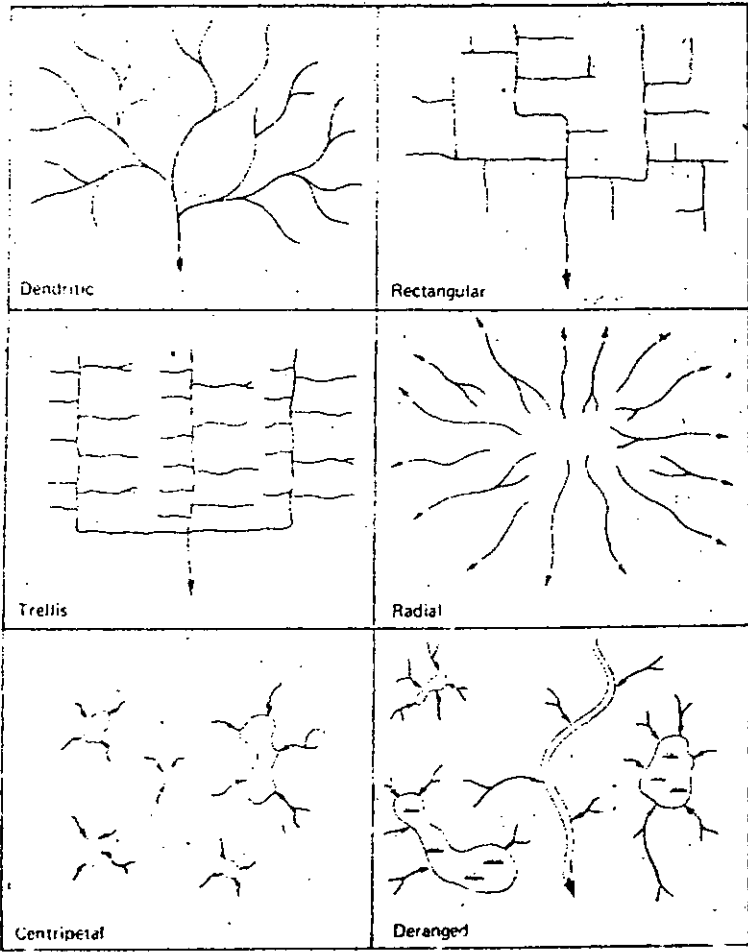 Dendritic
Rectangular
Trellis
Radial
Centripetal
Deranged